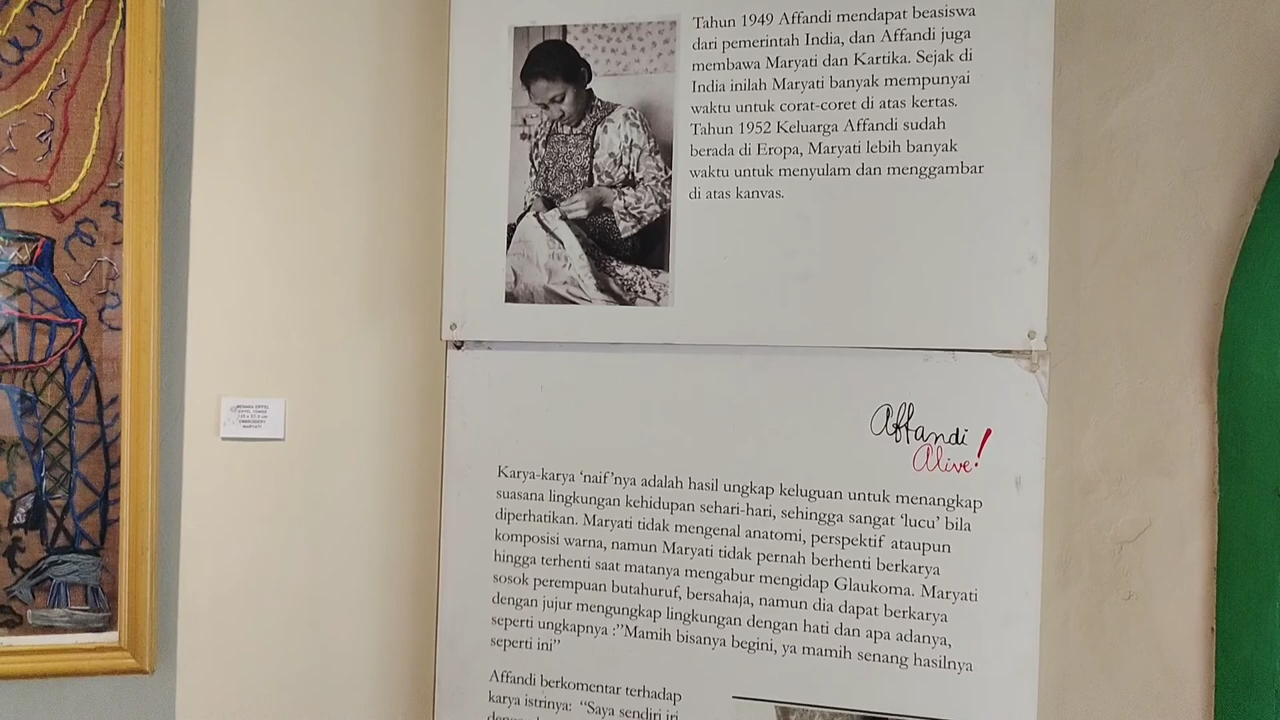 Tahun 1949 Affandi mendapat beasiswa
dari pemerintah India, dan Affandi juga
membawa Maryati dan Kartika. Sejak di
India inilah Maryati banyak mempunyai
waktu untuk corat-coret di atas kertas.
Tahun 1952 Keluarga Affandi sudah
berada di Eropa, Maryati lebih banyak
waktu untuk menyulam dan menggambar
di atas kanvas.
MENARA EIFFEL
EIFFEL TOWER
EMBROIDERY
MARYATI
Affandi
Alive!
Karya-karya ‘naif’nya adalah hasil ungkap keluguan untuk menangkap
suasana lingkungan kehidupan sehari-hari, sehingga sangat ‘lucu’ bila
diperhatikan. Maryati tidak mengenal anatomi, perspektif ataupun
komposisi warna, namun Maryati tidak pernah berhenti berkarya
hingga terhenti saat matanya mengabur mengidap Glaukoma. Maryati
sosok perempuan butahuruf, bersahaja, namun dia dapat berkarya
dengan jujur mengungkap lingkungan dengan hati dan apa adanya,
seperti ungkapnya :”Mamih bisanya begini, ya mamih senang hasilnya
seperti ini”
Affandi berkomentar terhadap
karya istrinya: “Saya sendiri iri